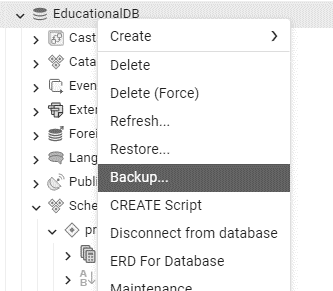 EducationalDB
Cast
Cata
Even
Exter
Forei
Lang
Publi
Sche
pr
Create
Delete
Delete (Force)
Refresh...
Restore...
Backup...
CREATE Script
Disconnect from database
ERD For Database
Maintenance